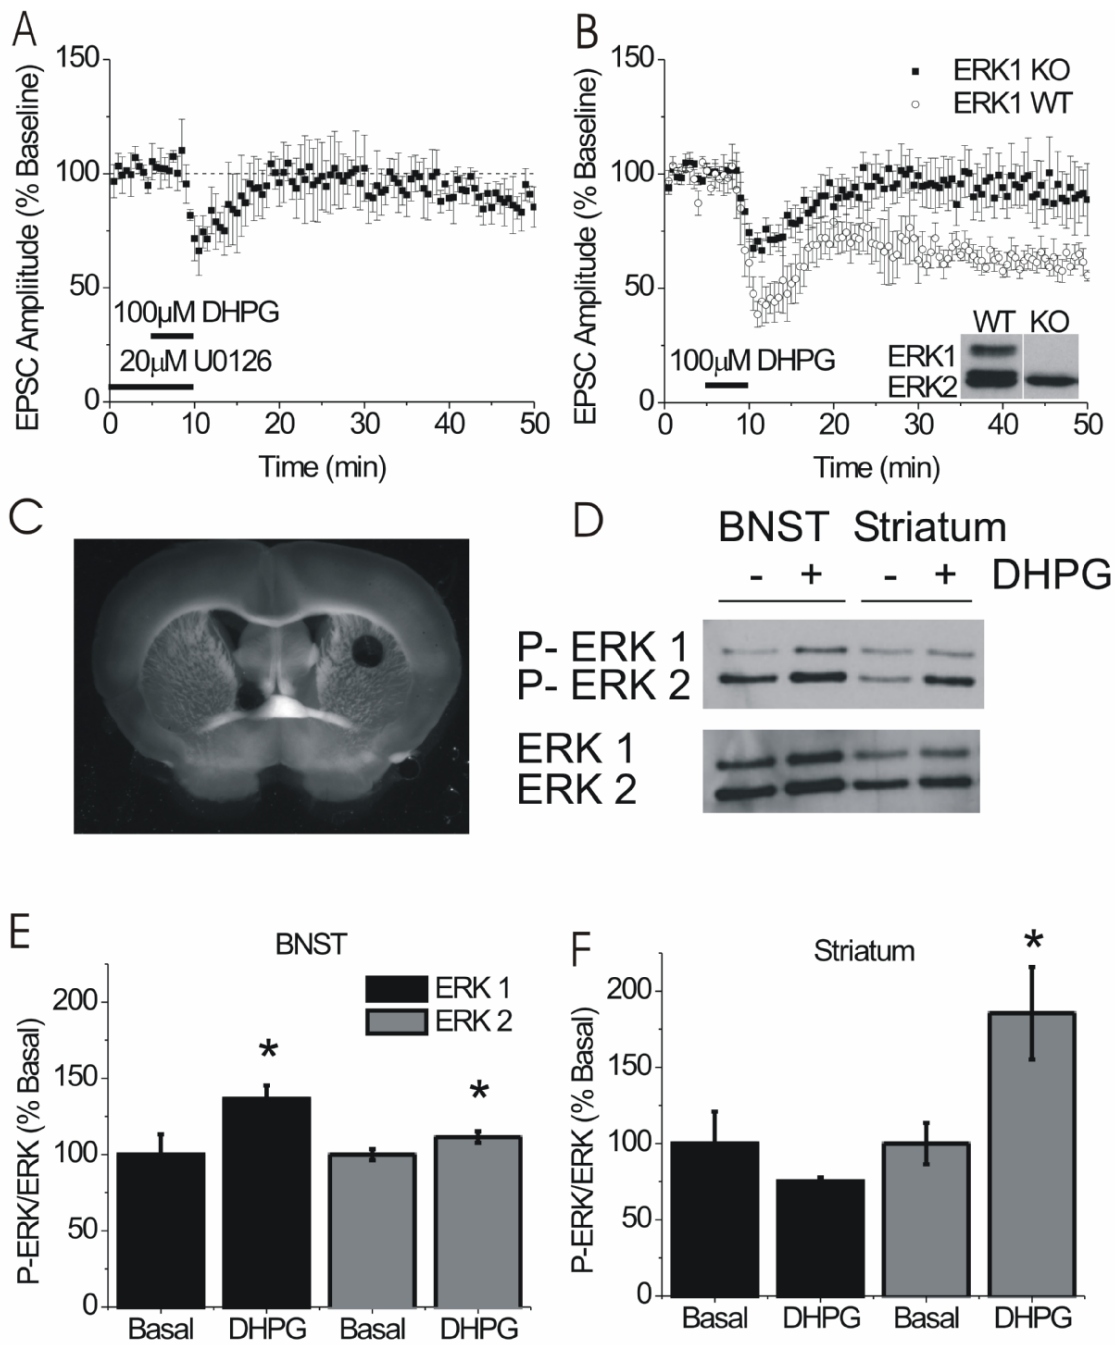 A
EPSC Ampliitude (% Baseline)
150
100
50
0
100µM DHPG
20µM U0126
0 10 20 30 40 50
Time (min)
B
EPSC Amplitude (% Baseline)
150
100
50
0
ERK1 KO
ERK1 WT
100µM DHPG
WT KO
ERK1
ERK2
0 10 20 30 40 50
Time (min)
C
D
BNST Striatum
- + - + DHPG
P- ERK 1
P- ERK 2
ERK 1
ERK 2
E
BNST
P-ERK/ERK (% Basal)
200
150
100
50
0
ERK 1
ERK 2
* *
Basal DHPG Basal DHPG
F
Striatum
P-ERK/ERK (% Basal)
200
150
100
50
0
*
Basal DHPG Basal DHPG